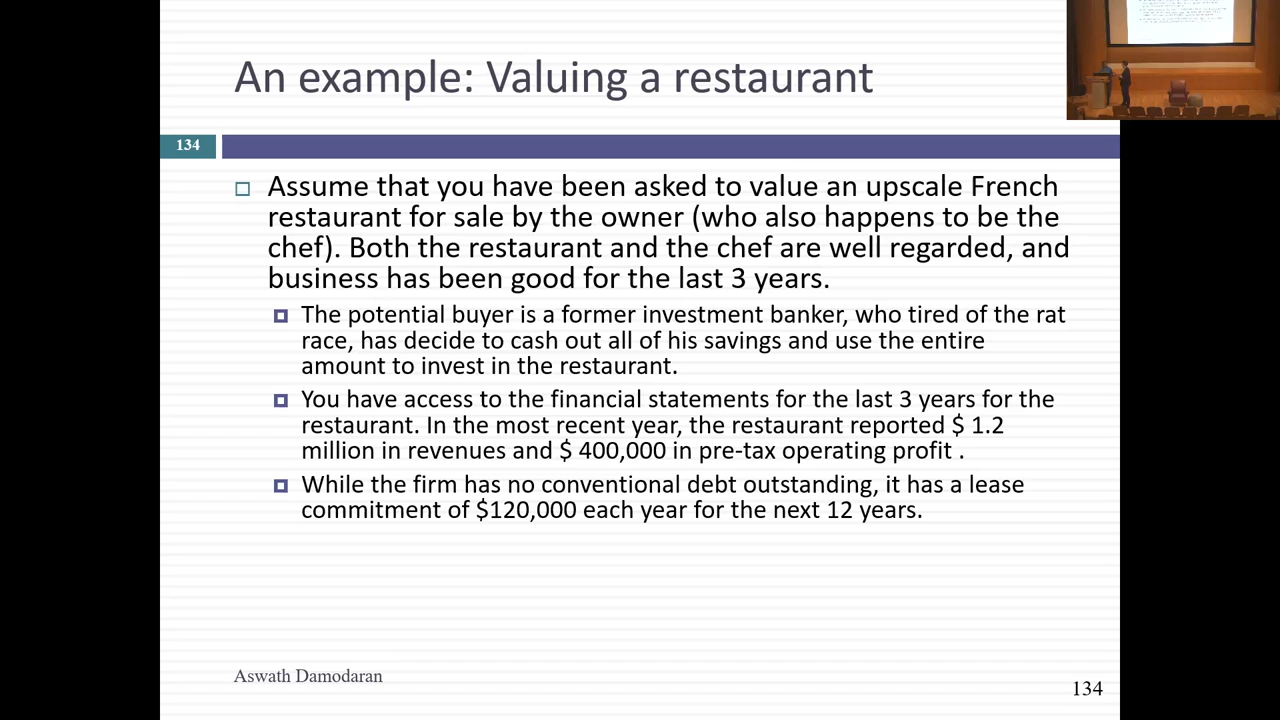 An example: Valuing a restaurant
134
Assume that you have been asked to value an upscale French
restaurant for sale by the owner (who also happens to be the
chef). Both the restaurant and the chef are well regarded, and
business has been good for the last 3 years.
The potential buyer is a former investment banker, who tired of the rat
race, has decide to cash out all of his savings and use the entire
amount to invest in the restaurant.
You have access to the financial statements for the last 3 years for the
restaurant. In the most recent year, the restaurant reported $ 1.2
million in revenues and $ 400,000 in pre-tax operating profit .
While the firm has no conventional debt outstanding, it has a lease
commitment of $120,000 each year for the next 12 years.
Aswath Damodaran
134